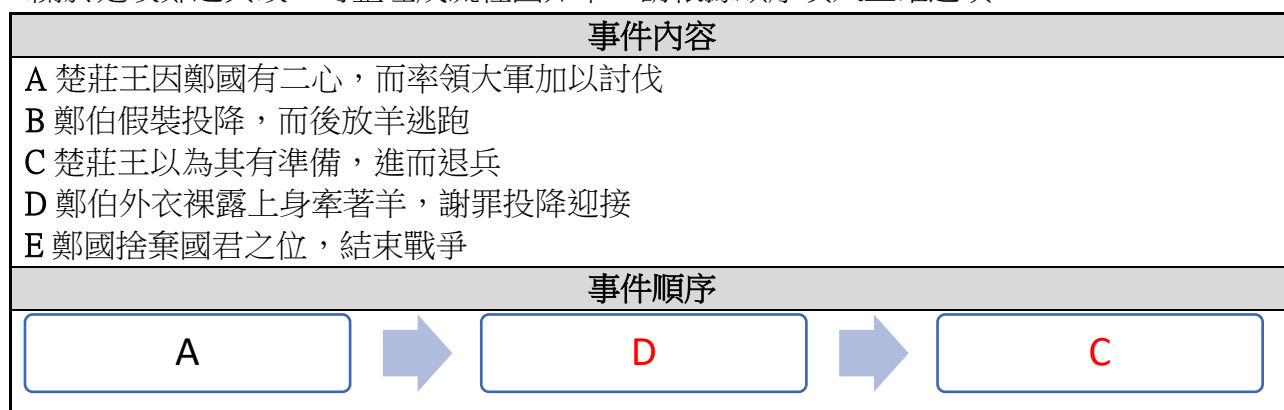 事件內容
A 楚莊王因鄭國有二心，而率領大軍加以討伐
B 鄭伯假裝投降，而後放羊逃跑
C 楚莊王以為其有準備，進而退兵
D 鄭伯外衣裸露上身牽著羊，謝罪投降迎接
E 鄭國捨棄國君之位，結束戰爭
事件順序
A D C